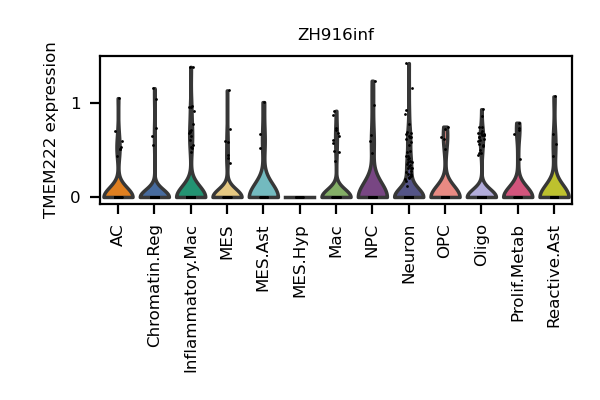 ZH916inf
TMEM222 expression
1
0
AC
Chromatin.Reg
Inflammatory.Mac
MES
MES.Ast
MES.Hyp
Mac
NPC
Neuron
OPC
Oligo
Prolif.Metab
Reactive.Ast